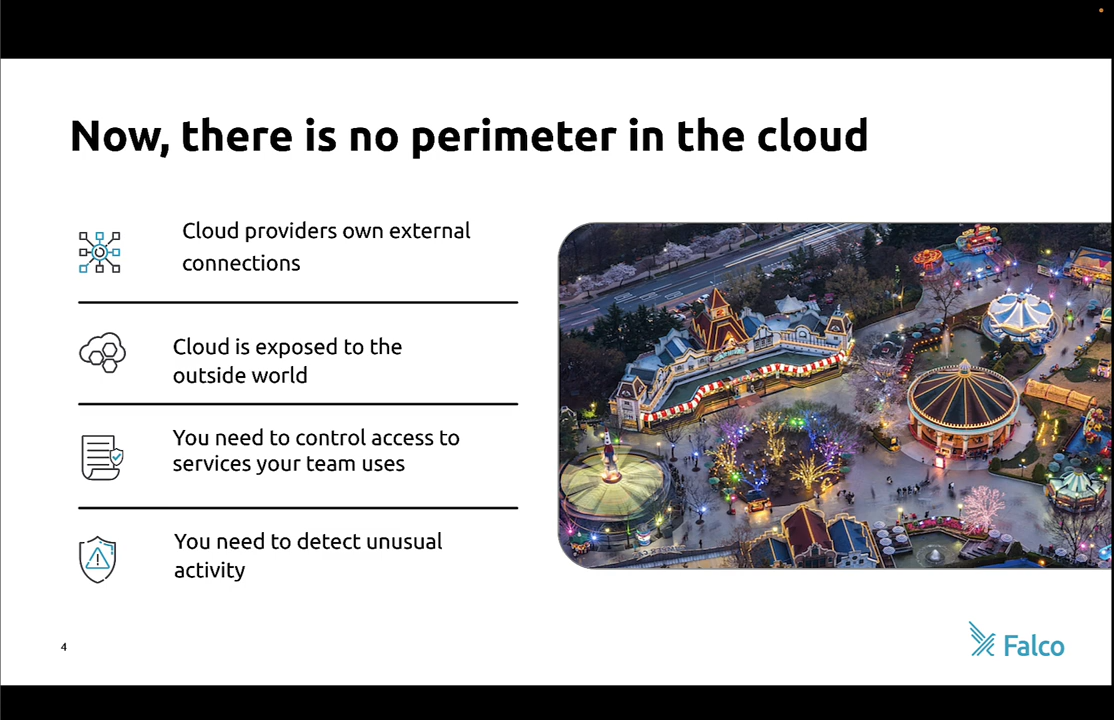 Now, there is no perimeter in the cloud
Cloud providers own external
connections
Cloud is exposed to the
outside world
You need to control access to
services your team uses
You need to detect unusual
activity
4
Falco